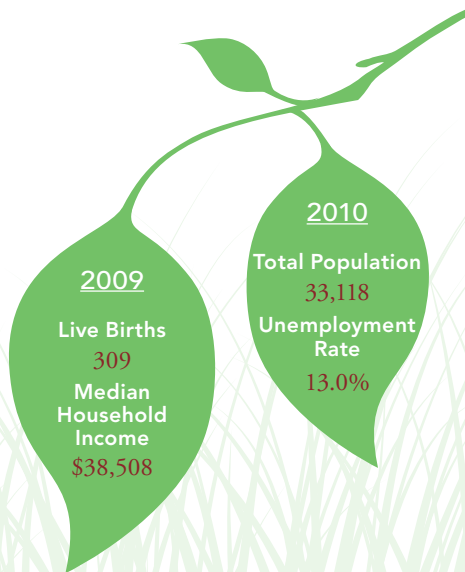 2009
Live Births
309
Median
Household
Income
$38,508
2010
Total Population
33,118
Unemployment
Rate
13.0%